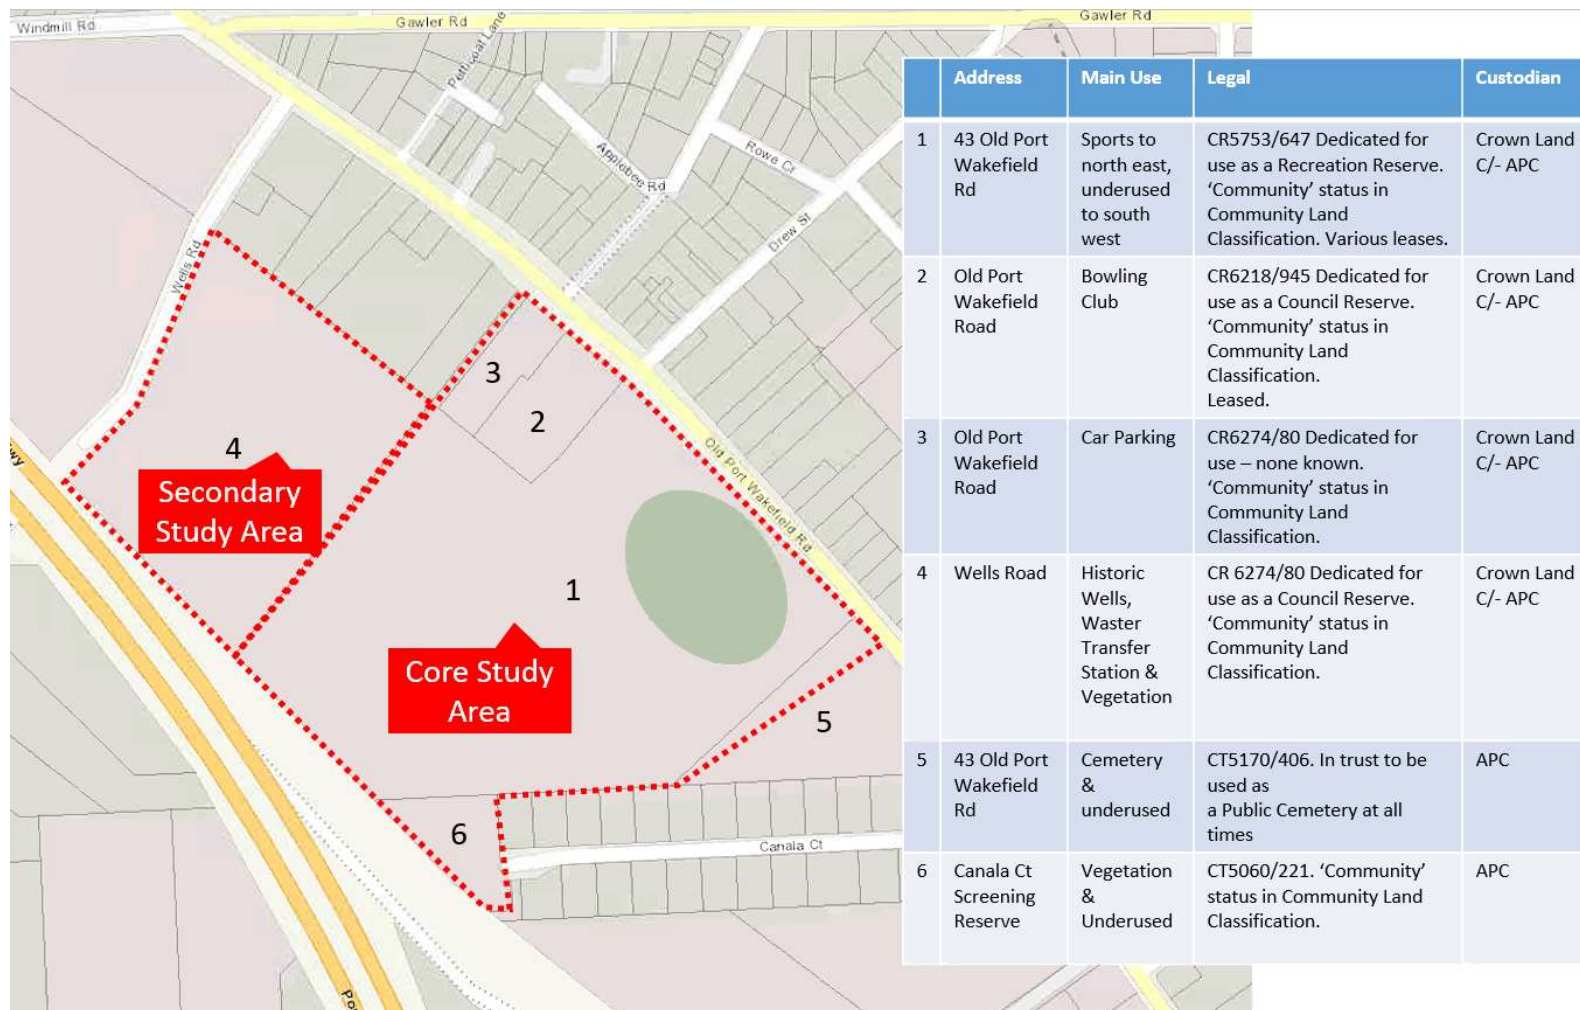 Windmill Rd
Gawler Rd
Gawler Rd
Petticoat Lane
Applebee Rd
Rowe Ct
Drew St
Wells Rd
Old Port Wakefield Rd
Canala Ct
3
2
4
Secondary
Study Area
1
Core Study
Area
5
6
Address Main Use Legal Custodian
1 43 Old Port Sports to CR5753/647 Dedicated for Crown Land
Wakefield north east, use as a Recreation Reserve. C/- APC
Rd underused ‘Community’ status in
to south Community Land
west Classification. Various leases.
2 Old Port Bowling CR6218/945 Dedicated for Crown Land
Wakefield Club use as a Council Reserve. C/- APC
Road ‘Community’ status in
Community Land
Classification.
Leased.
3 Old Port Car Parking CR6274/80 Dedicated for Crown Land
Wakefield use – none known. C/- APC
Road ‘Community’ status in
Community Land
Classification.
4 Wells Road Historic CR 6274/80 Dedicated for Crown Land
Wells, use as a Council Reserve. C/- APC
Waster ‘Community’ status in
Transfer Community Land
Station & Classification.
Vegetation
5 43 Old Port Cemetery CT5170/406. In trust to be APC
Wakefield & used as
Rd underused a Public Cemetery at all
times
6 Canala Ct Vegetation CT5060/221. ‘Community’ APC
Screening & status in Community Land
Reserve Underused Classification.